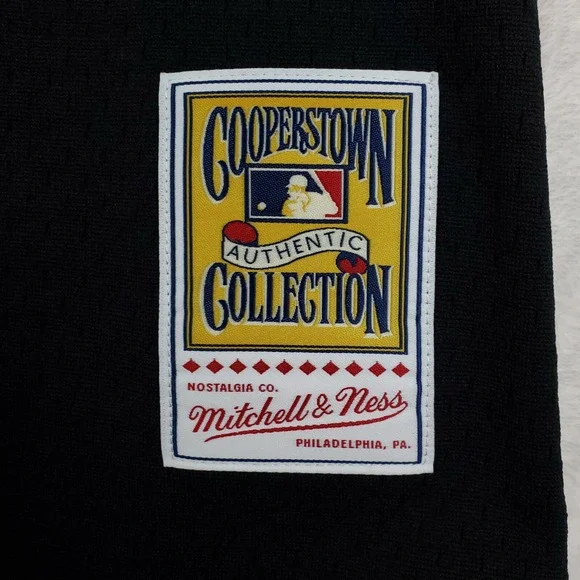 COOPERSTOWN
AUTHENTIC
COLLECTION
NOSTALGIA CO.
Mitchell & Ness
PHILADELPHIA, PA.